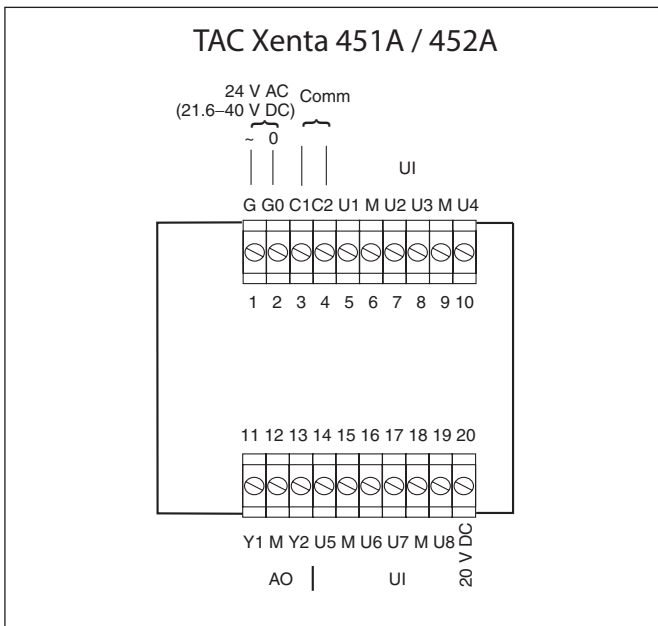 TAC Xenta 451A / 452A
24 V AC
(21.6–40 V DC)
Comm
~ 0
UI
G G0 C1 C2 U1 M U2 U3 M U4
1 2 3 4 5 6 7 8 9 10
11 12 13 14 15 16 17 18 19 20
Y1 M Y2 U5 M U6 U7 M U8 20 V DC
AO UI